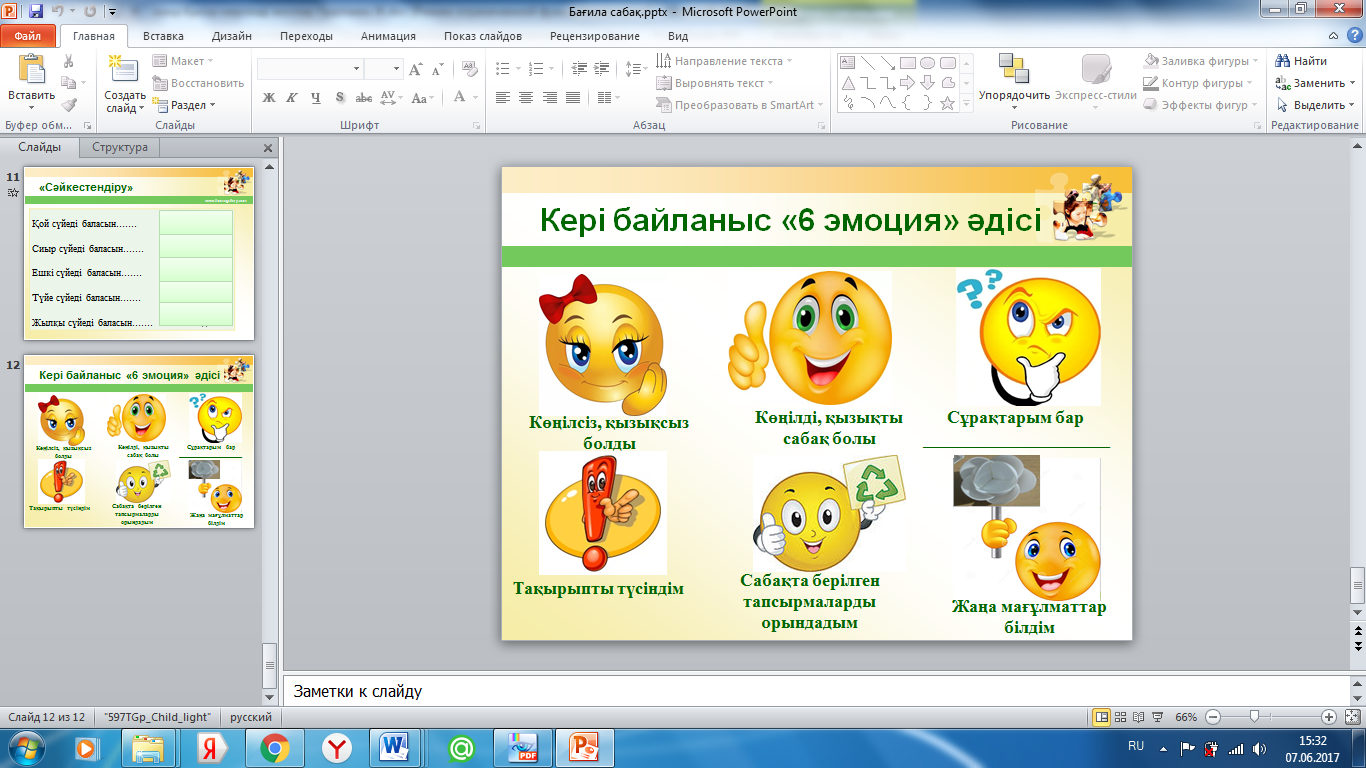 Бағила сабақ.pptx - Microsoft PowerPoint
Файл Главная Вставка Дизайн Переходы Анимация Показ слайдов Рецензирование Вид
Вставить
Буфер обм...
Создать слайд
Макет
Восстановить
Раздел
Слайды
Ж К Ч S abc AV Aa A
Шрифт
Направление текста
Выровнять текст
Преобразовать в SmartArt
Абзац
Упорядочить
Экспресс-стили
Заливка фигуры
Контур фигуры
Эффекты фигур
Рисование
Найти
Заменить
Выделить
Редактирование
Слайды Структура
11
«Сәйкестендіру»
Қой сүйеді баласын.......
Сиыр сүйеді баласын.......
Ешкі сүйеді баласын.......
Түйе сүйеді баласын.......
Жылқы сүйеді баласын.......
12
Кері байланыс «6 эмоция» әдісі
Көңілсіз, қызықсыз
болды
Көңілді, қызықты
сабақ болы
Сұрақтарым бар
Тақырыпты түсіндім
Сабақта берілген
тапсырмаларды
орындадым
Жаңа мағұлматтар
білдім
Кері байланыс «6 эмоция» әдісі
Көңілсіз, қызықсыз
болды
Көңілді, қызықты
сабақ болы
Сұрақтарым бар
Тақырыпты түсіндім
Сабақта берілген
тапсырмаларды
орындадым
Жаңа мағұлматтар
білдім
Заметки к слайду
Слайд 12 из 12 "597TGp_Child_light" русский 66%
RU 15:32
07.06.2017